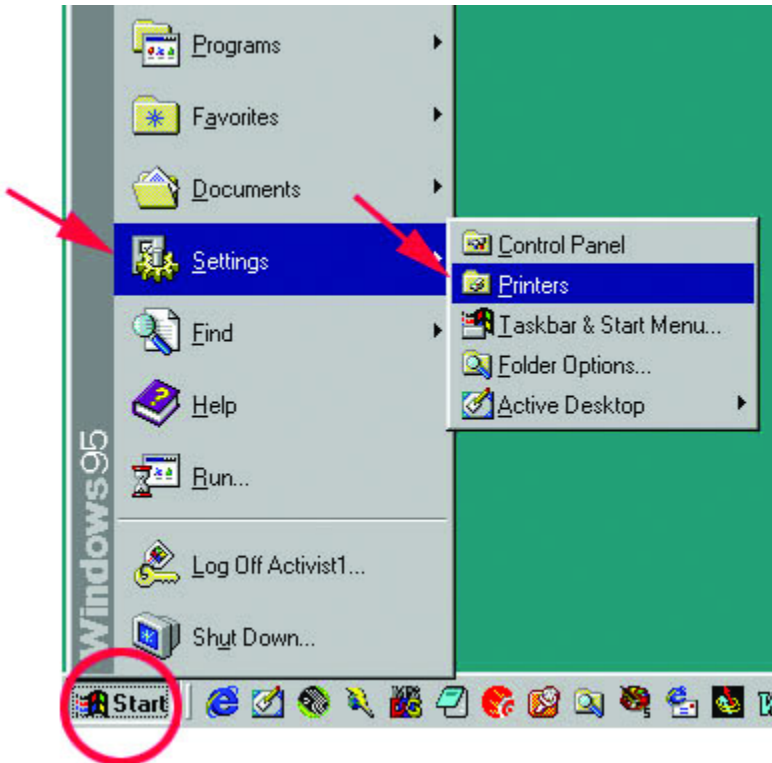 Programs
Favorites
Documents
Settings
Find
Help
Run...
Log Off Activist1...
Shut Down...
Windows95
Control Panel
Printers
Taskbar & Start Menu...
Folder Options...
Active Desktop
Start